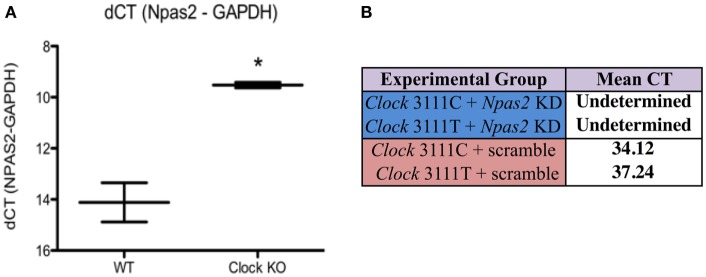 A
dCT (Npas2 - GAPDH)
dCT (NPAS2-GAPDH)
8
10
12
14
16
*
WT
Clock KO
B
Experimental Group Mean CT
Clock 3111C + Npas2 KD Undetermined
Clock 3111T + Npas2 KD Undetermined
Clock 3111C + scramble 34.12
Clock 3111T + scramble 37.24